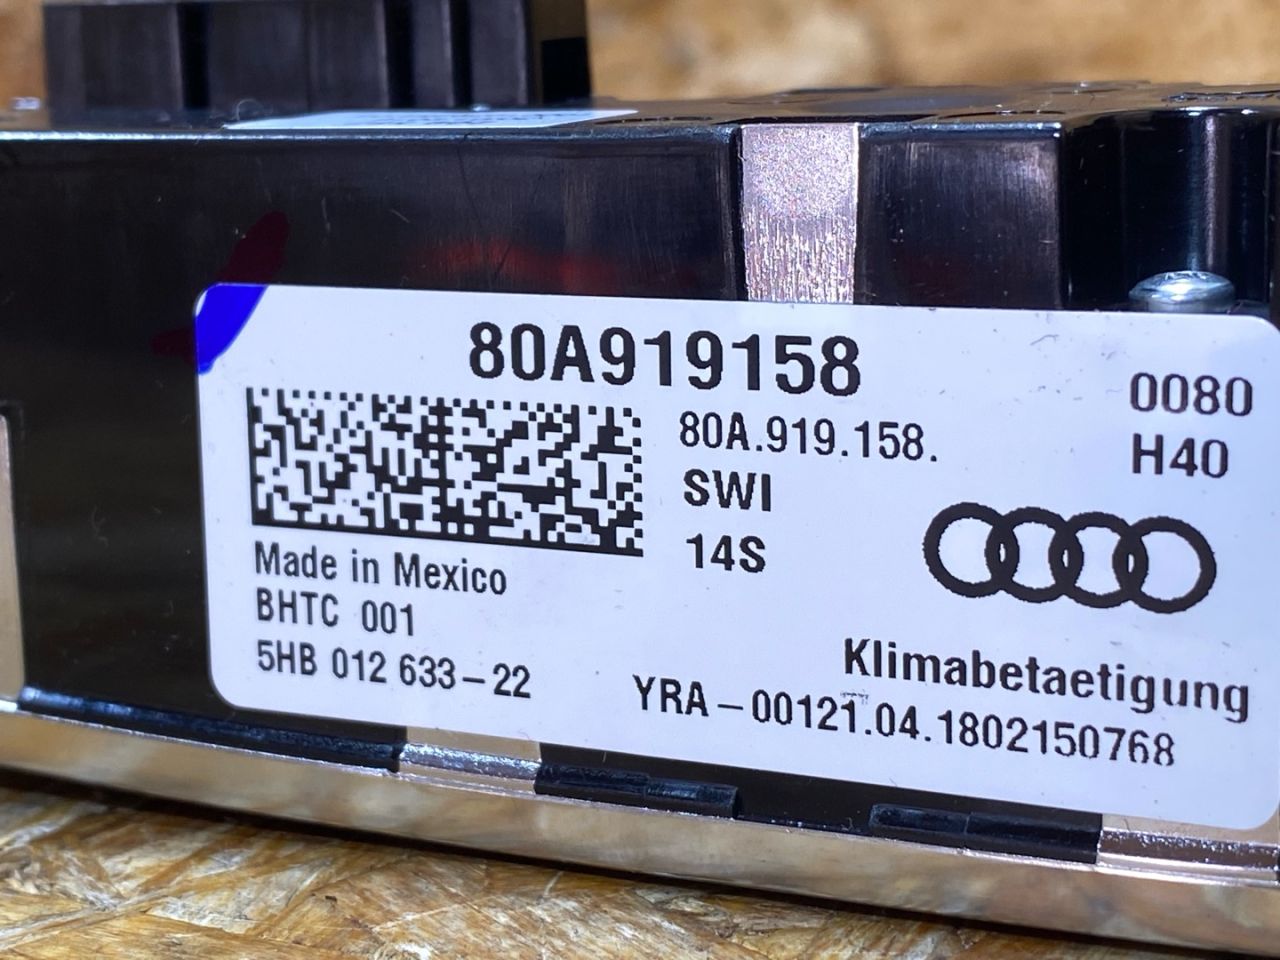 80A919158
80A.919.158.
SWI
14S
0080
H40
Made in Mexico
BHTC 001
5HB 012 633-22
Klimabetaetigung
YRA-00121.04.1802150768